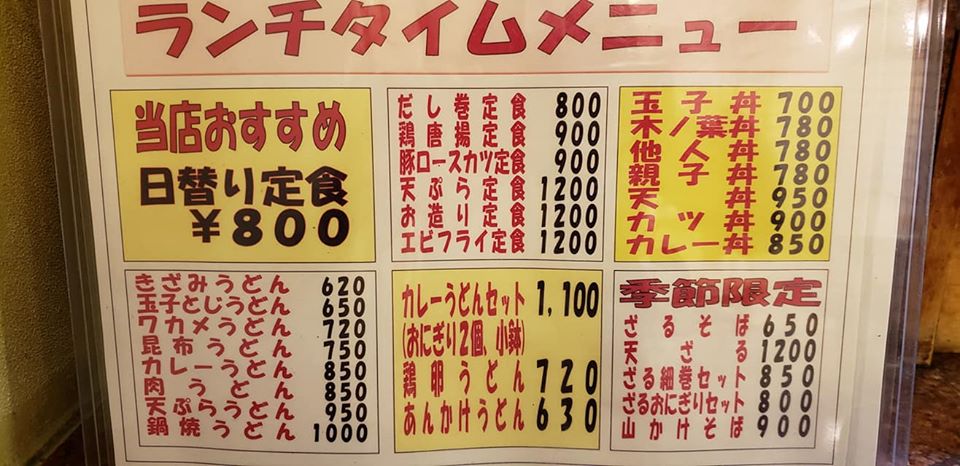 ランチタイムメニュー
当店おすすめ
日替り定食
¥800
だし巻定食 800
鶏唐揚定食 900
豚ロースカツ定食 900
天ぷら定食 1200
お造り定食 1200
エビフライ定食 1200
玉子丼 700
木ノ葉丼 780
他人丼 780
親子丼 780
天丼 950
カツ丼 900
カレー丼 850
きざみうどん 620
玉子とじうどん 650
ワカメうどん 720
昆布うどん 750
カレーうどん 850
肉うどん 850
天ぷらうどん 950
鍋焼うどん 1000
カレーうどんセット 1,100
(おにぎり2個、小鉢)
鶏卵うどん 720
あんかけうどん 630
季節限定
ざるそば 650
天ざる 1200
ざる細巻セット 850
ざるおにぎりセット 800
山かけそば 900